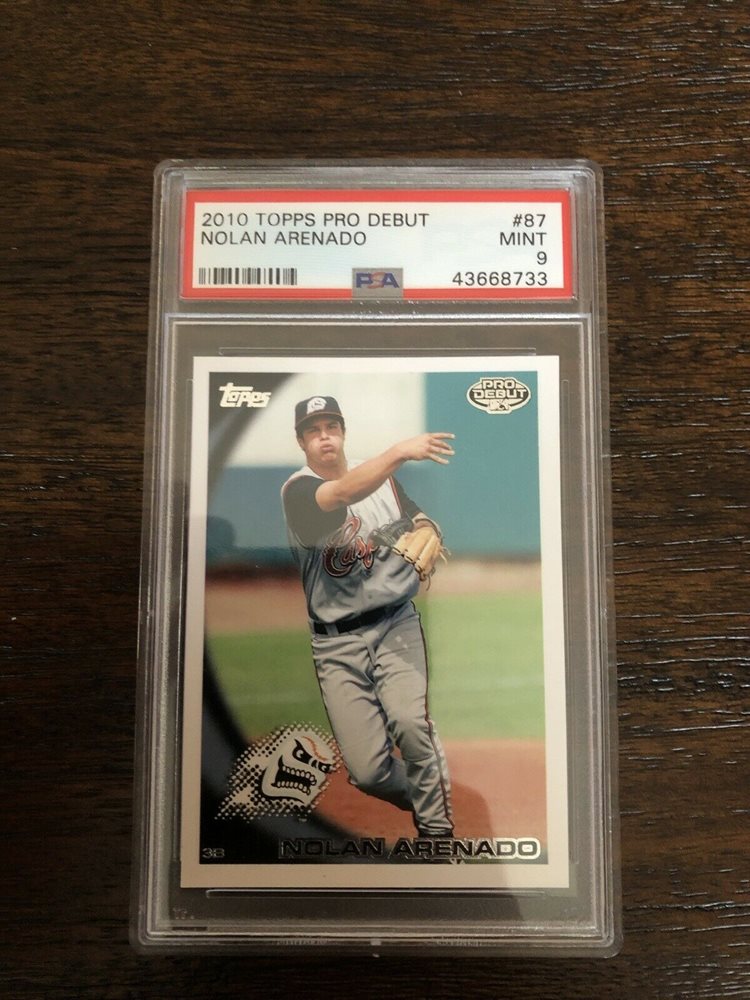 2010 TOPPS PRO DEBUT #87
NOLAN ARENADO MINT
9
PSA 43668733
Topps
PRO
DEBUT
3B NOLAN ARENADO